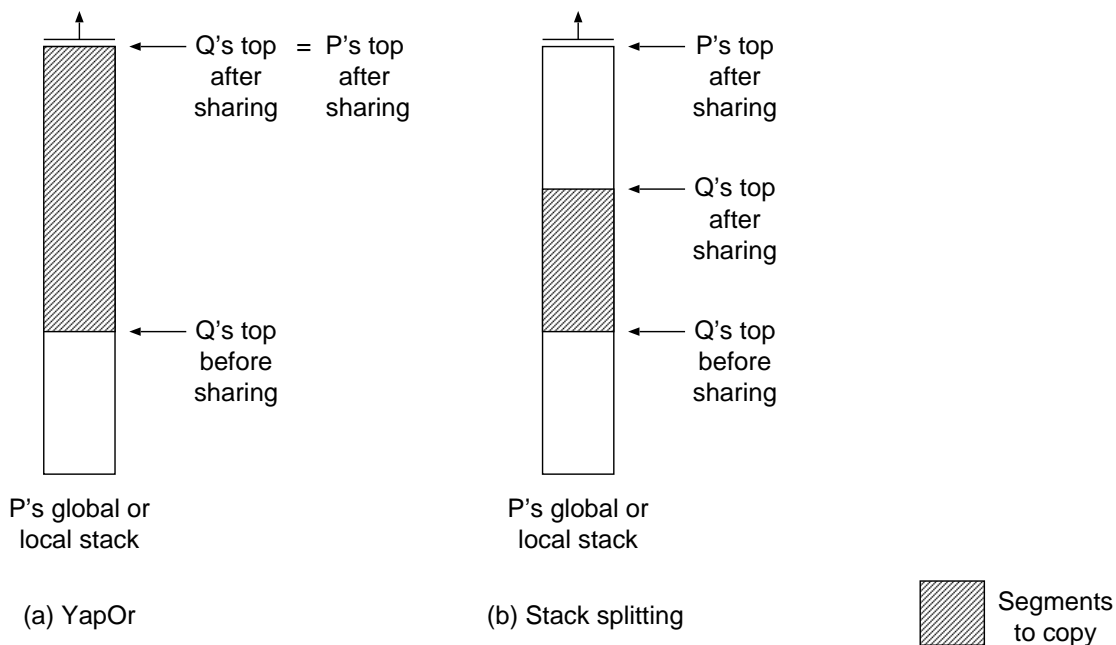 Q's top = P's top
after after
sharing sharing
Q's top
before
sharing
P's global or
local stack
(a) YapOr
P's top
after
sharing
Q's top
after
sharing
Q's top
before
sharing
P's global or
local stack
(b) Stack splitting
Segments
to copy